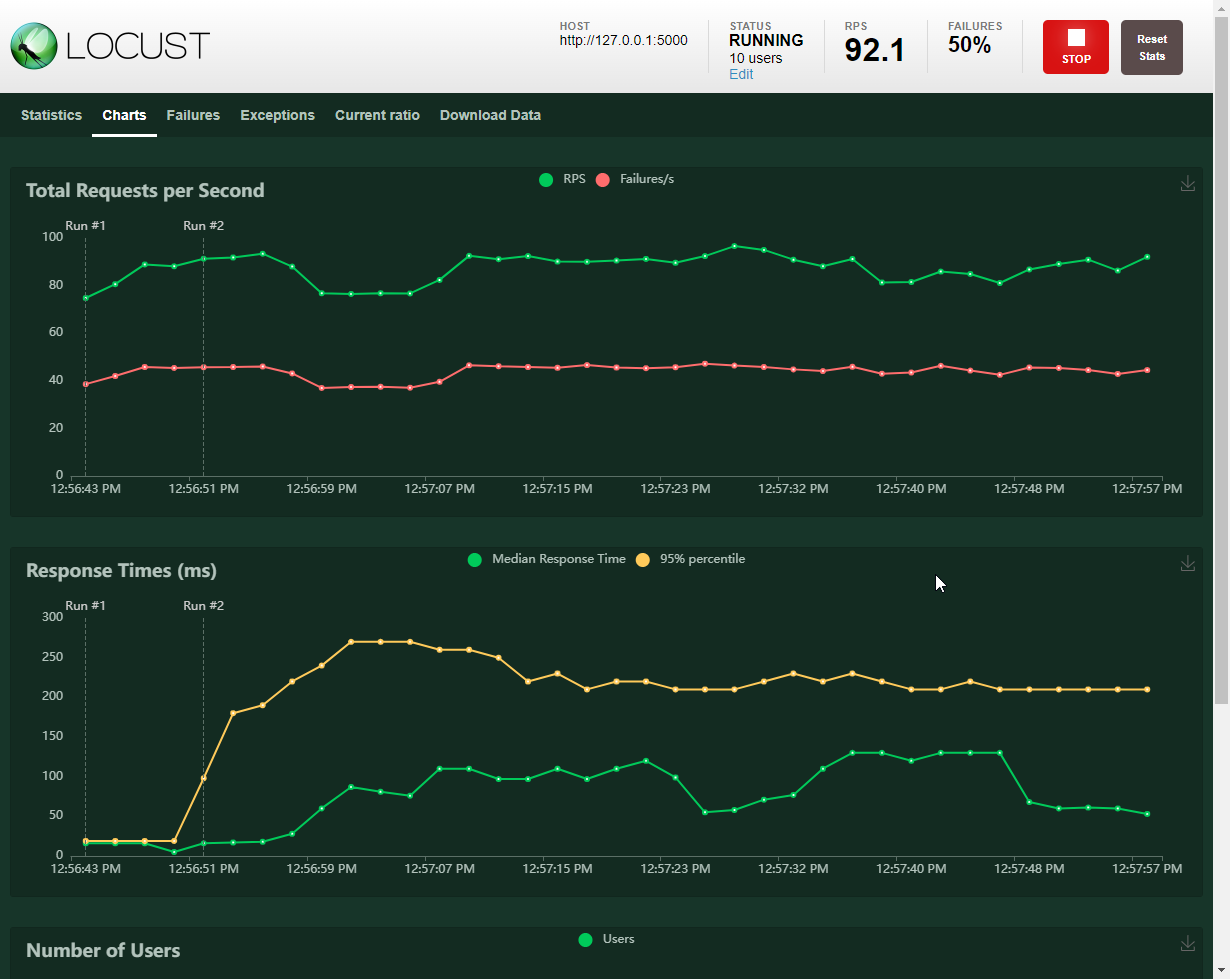 LOCUST
HOST
http://127.0.0.1:5000
STATUS
RUNNING
10 users
Edit
RPS
92.1
FAILURES
50%
STOP
Reset
Stats
Statistics Charts Failures Exceptions Current ratio Download Data
Total Requests per Second
RPS Failures/s
Run #1 Run #2
100
80
60
40
20
0
12:56:43 PM 12:56:51 PM 12:56:59 PM 12:57:07 PM 12:57:15 PM 12:57:23 PM 12:57:32 PM 12:57:40 PM 12:57:48 PM 12:57:57 PM
Response Times (ms)
Median Response Time 95% percentile
Run #1 Run #2
300
250
200
150
100
50
0
12:56:43 PM 12:56:51 PM 12:56:59 PM 12:57:07 PM 12:57:15 PM 12:57:23 PM 12:57:32 PM 12:57:40 PM 12:57:48 PM 12:57:57 PM
Number of Users
Users